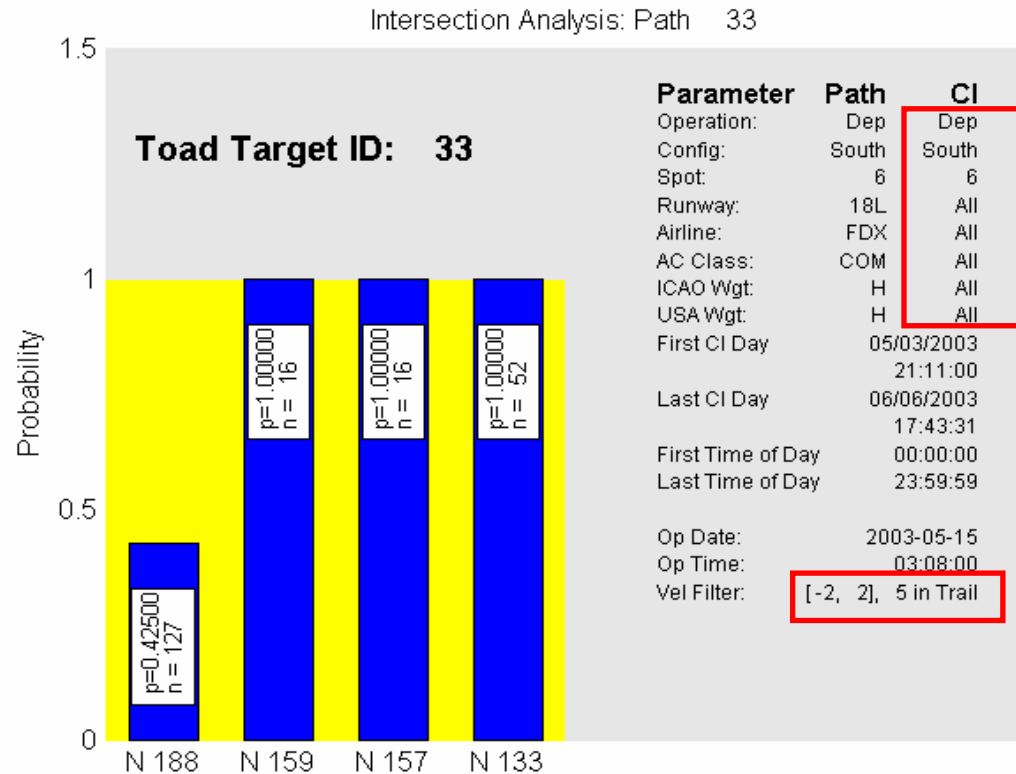 Intersection Analysis: Path 33
1.5
1
0.5
0
Probability
Toad Target ID: 33
Parameter Path CI
Operation: Dep Dep
Config: South South
Spot: 6 6
Runway: 18L All
Airline: FDX All
AC Class: COM All
ICAO Wgt: H All
USA Wgt: H All
First CI Day 05/03/2003
21:11:00
Last CI Day 06/06/2003
17:43:31
First Time of Day 00:00:00
Last Time of Day 23:59:59
Op Date: 2003-05-15
Op Time: 03:08:00
Vel Filter: [-2, 2], 5 in Trail
p=0.42500
n = 127
p=1.00000
n = 16
p=1.00000
n = 16
p=1.00000
n = 52
N 188 N 159 N 157 N 133